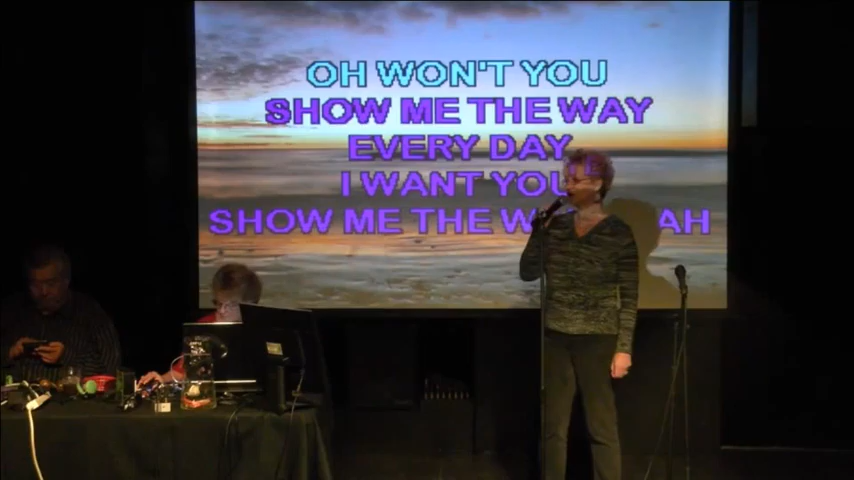 OH WON'T YOU
SHOW ME THE WAY
EVERY DAY
I WANT YOU
SHOW ME THE AH